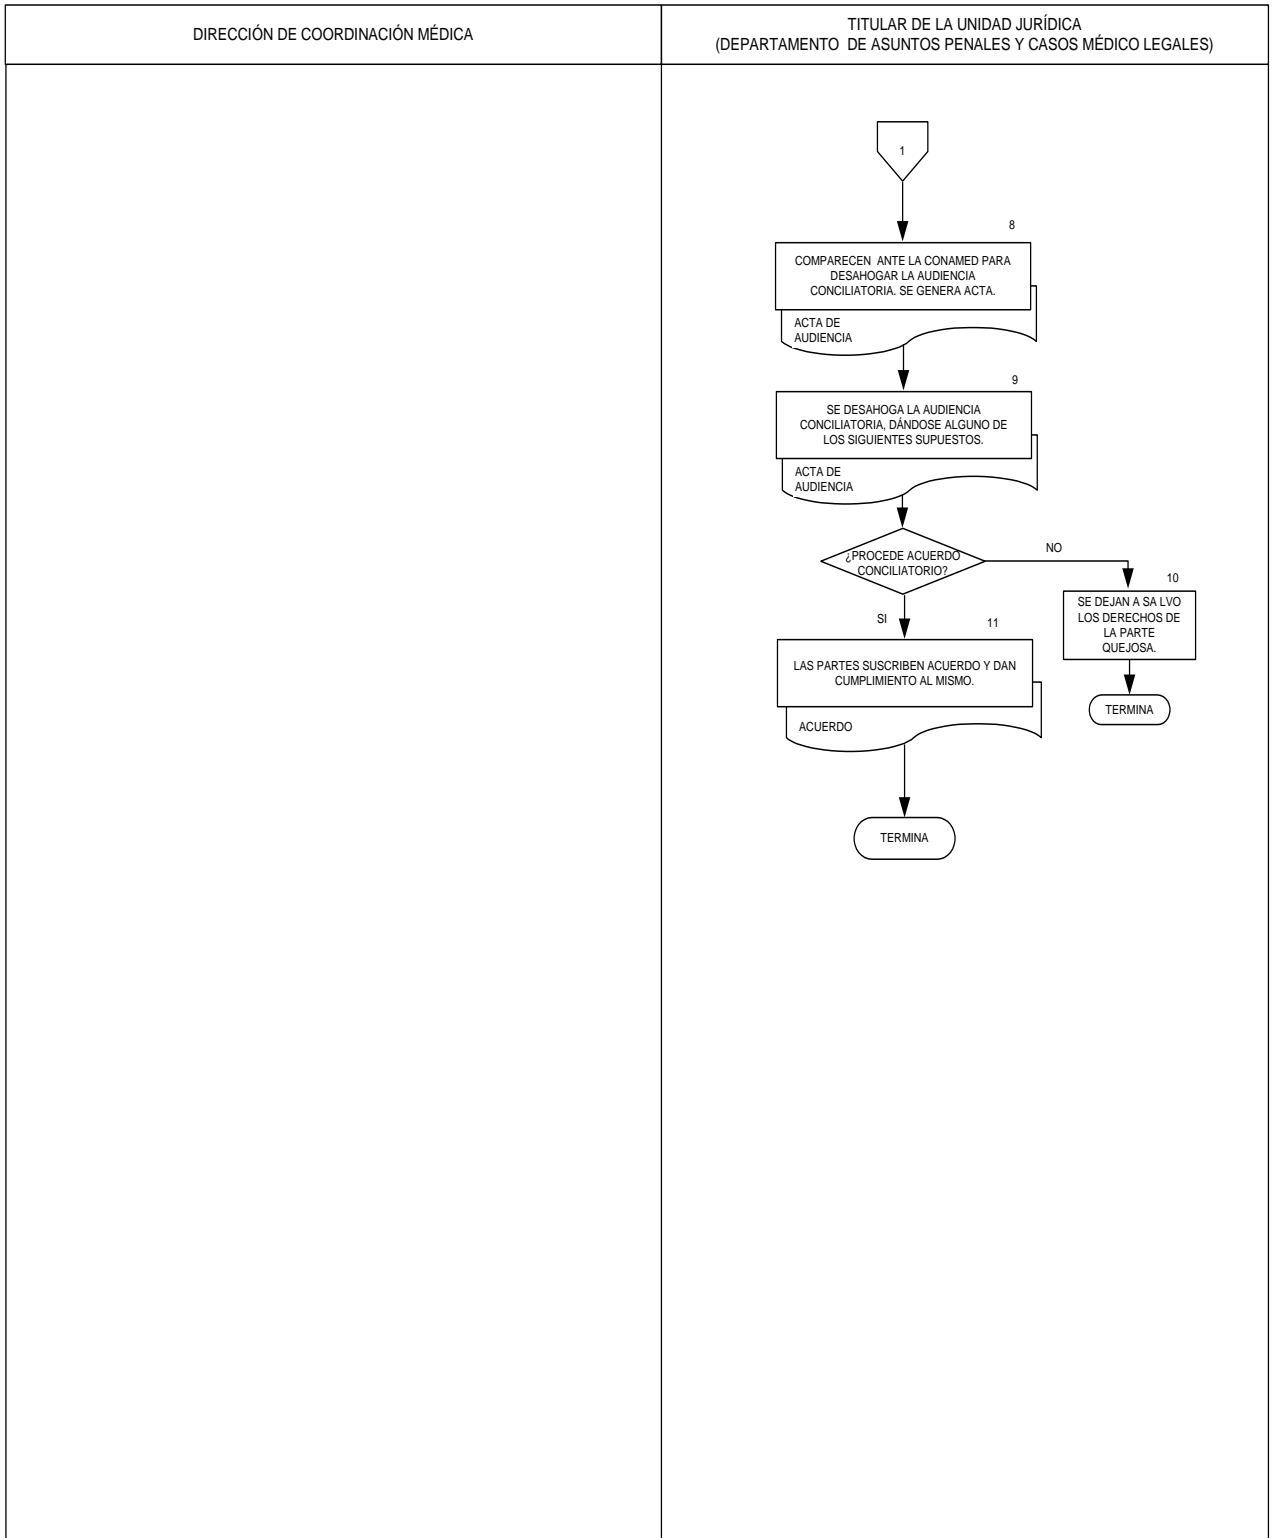 DIRECCIÓN DE COORDINACIÓN MÉDICA
TITULAR DE LA UNIDAD JURÍDICA
(DEPARTAMENTO DE ASUNTOS PENALES Y CASOS MÉDICO LEGALES)
1
8
COMPARECEN ANTE LA CONAMED PARA
DESAHOGAR LA AUDIENCIA
CONCILIATORIA. SE GENERA ACTA.
ACTA DE
AUDIENCIA
9
SE DESAHOGA LA AUDIENCIA
CONCILIATORIA, DÁNDOSE ALGUNO DE
LOS SIGUIENTES SUPUESTOS.
ACTA DE
AUDIENCIA
¿PROCEDE ACUERDO
CONCILIATORIO?
NO
10
SE DEJAN A SA LVO
LOS DERECHOS DE
LA PARTE
QUEJOSA.
TERMINA
SI
11
LAS PARTES SUSCRIBEN ACUERDO Y DAN
CUMPLIMIENTO AL MISMO.
ACUERDO
TERMINA